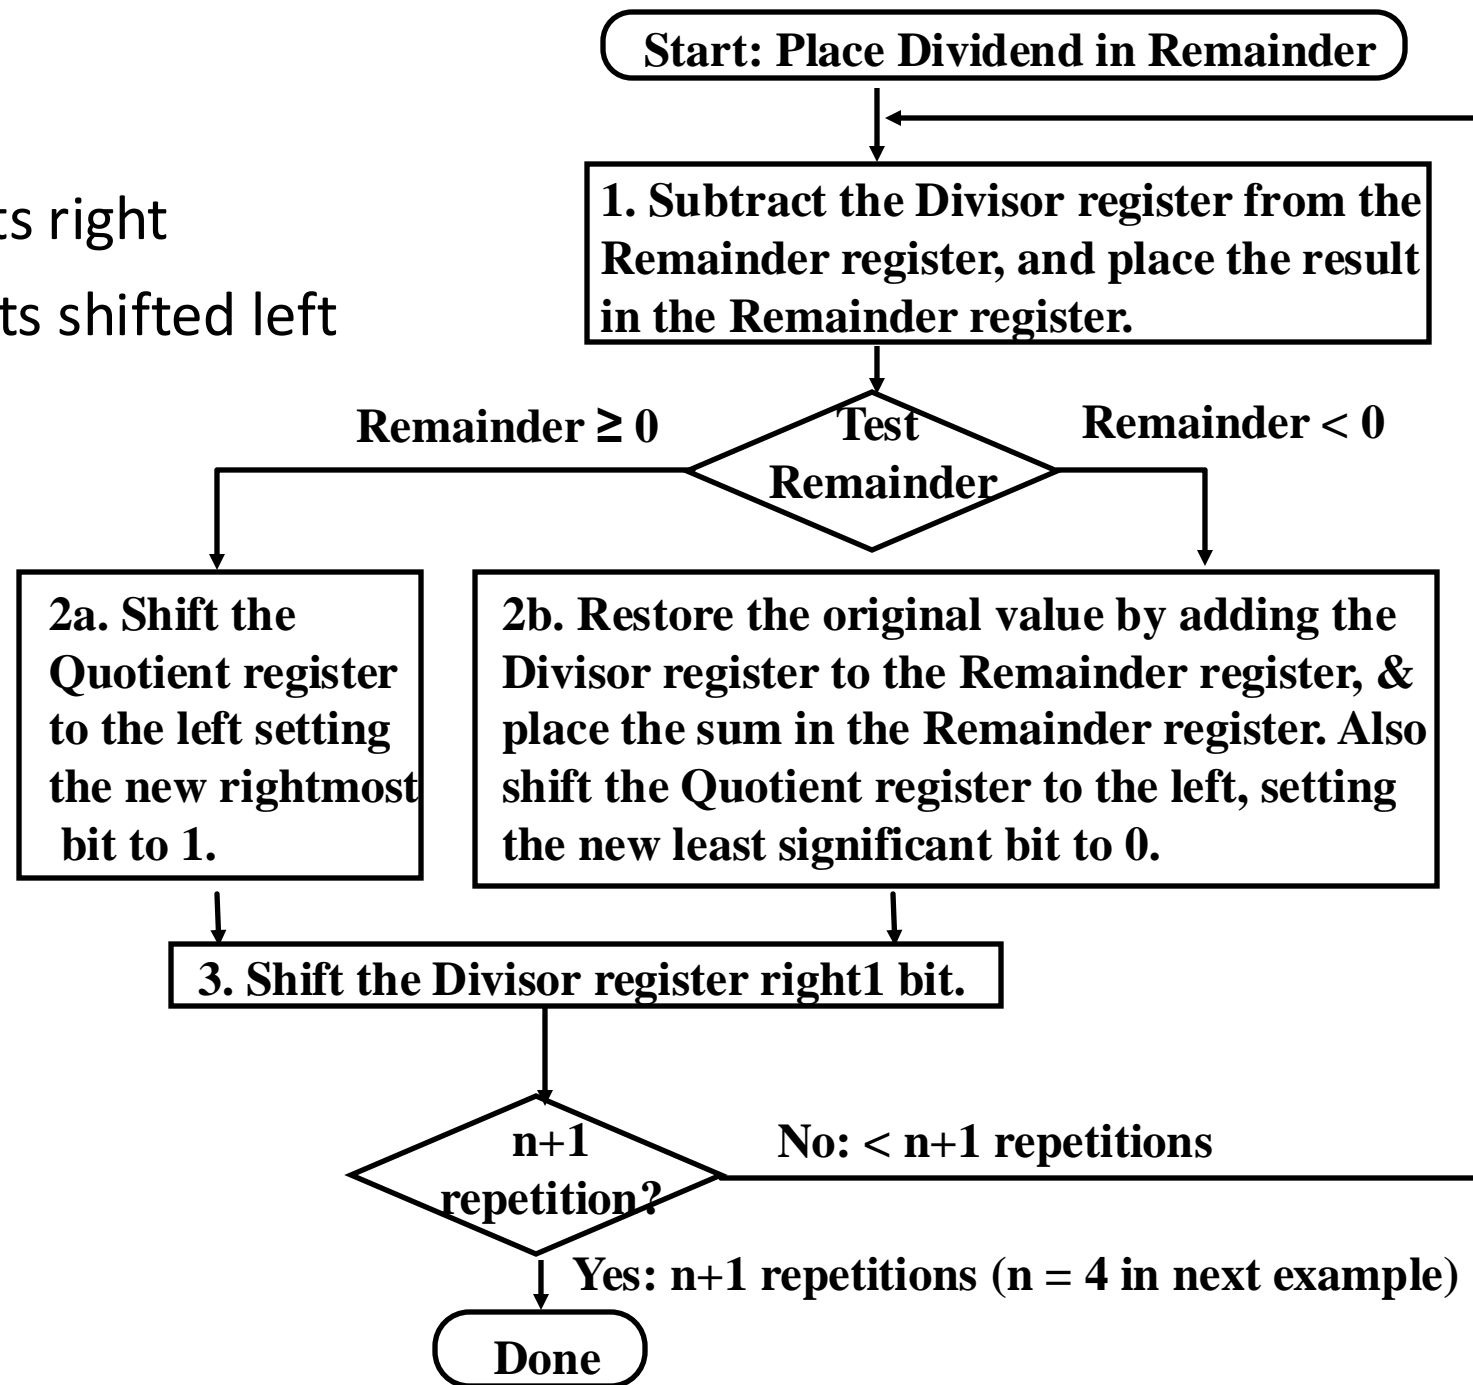 Start: Place Dividend in Remainder
ts right
ts shifted left
1. Subtract the Divisor register from the
Remainder register, and place the result
in the Remainder register.
Remainder ≥ 0
Test
Remainder
Remainder < 0
2a. Shift the
Quotient register
to the left setting
the new rightmost
bit to 1.
2b. Restore the original value by adding the
Divisor register to the Remainder register, &
place the sum in the Remainder register. Also
shift the Quotient register to the left, setting
the new least significant bit to 0.
3. Shift the Divisor register right1 bit.
n+1
repetition?
No: < n+1 repetitions
Yes: n+1 repetitions (n = 4 in next example)
Done